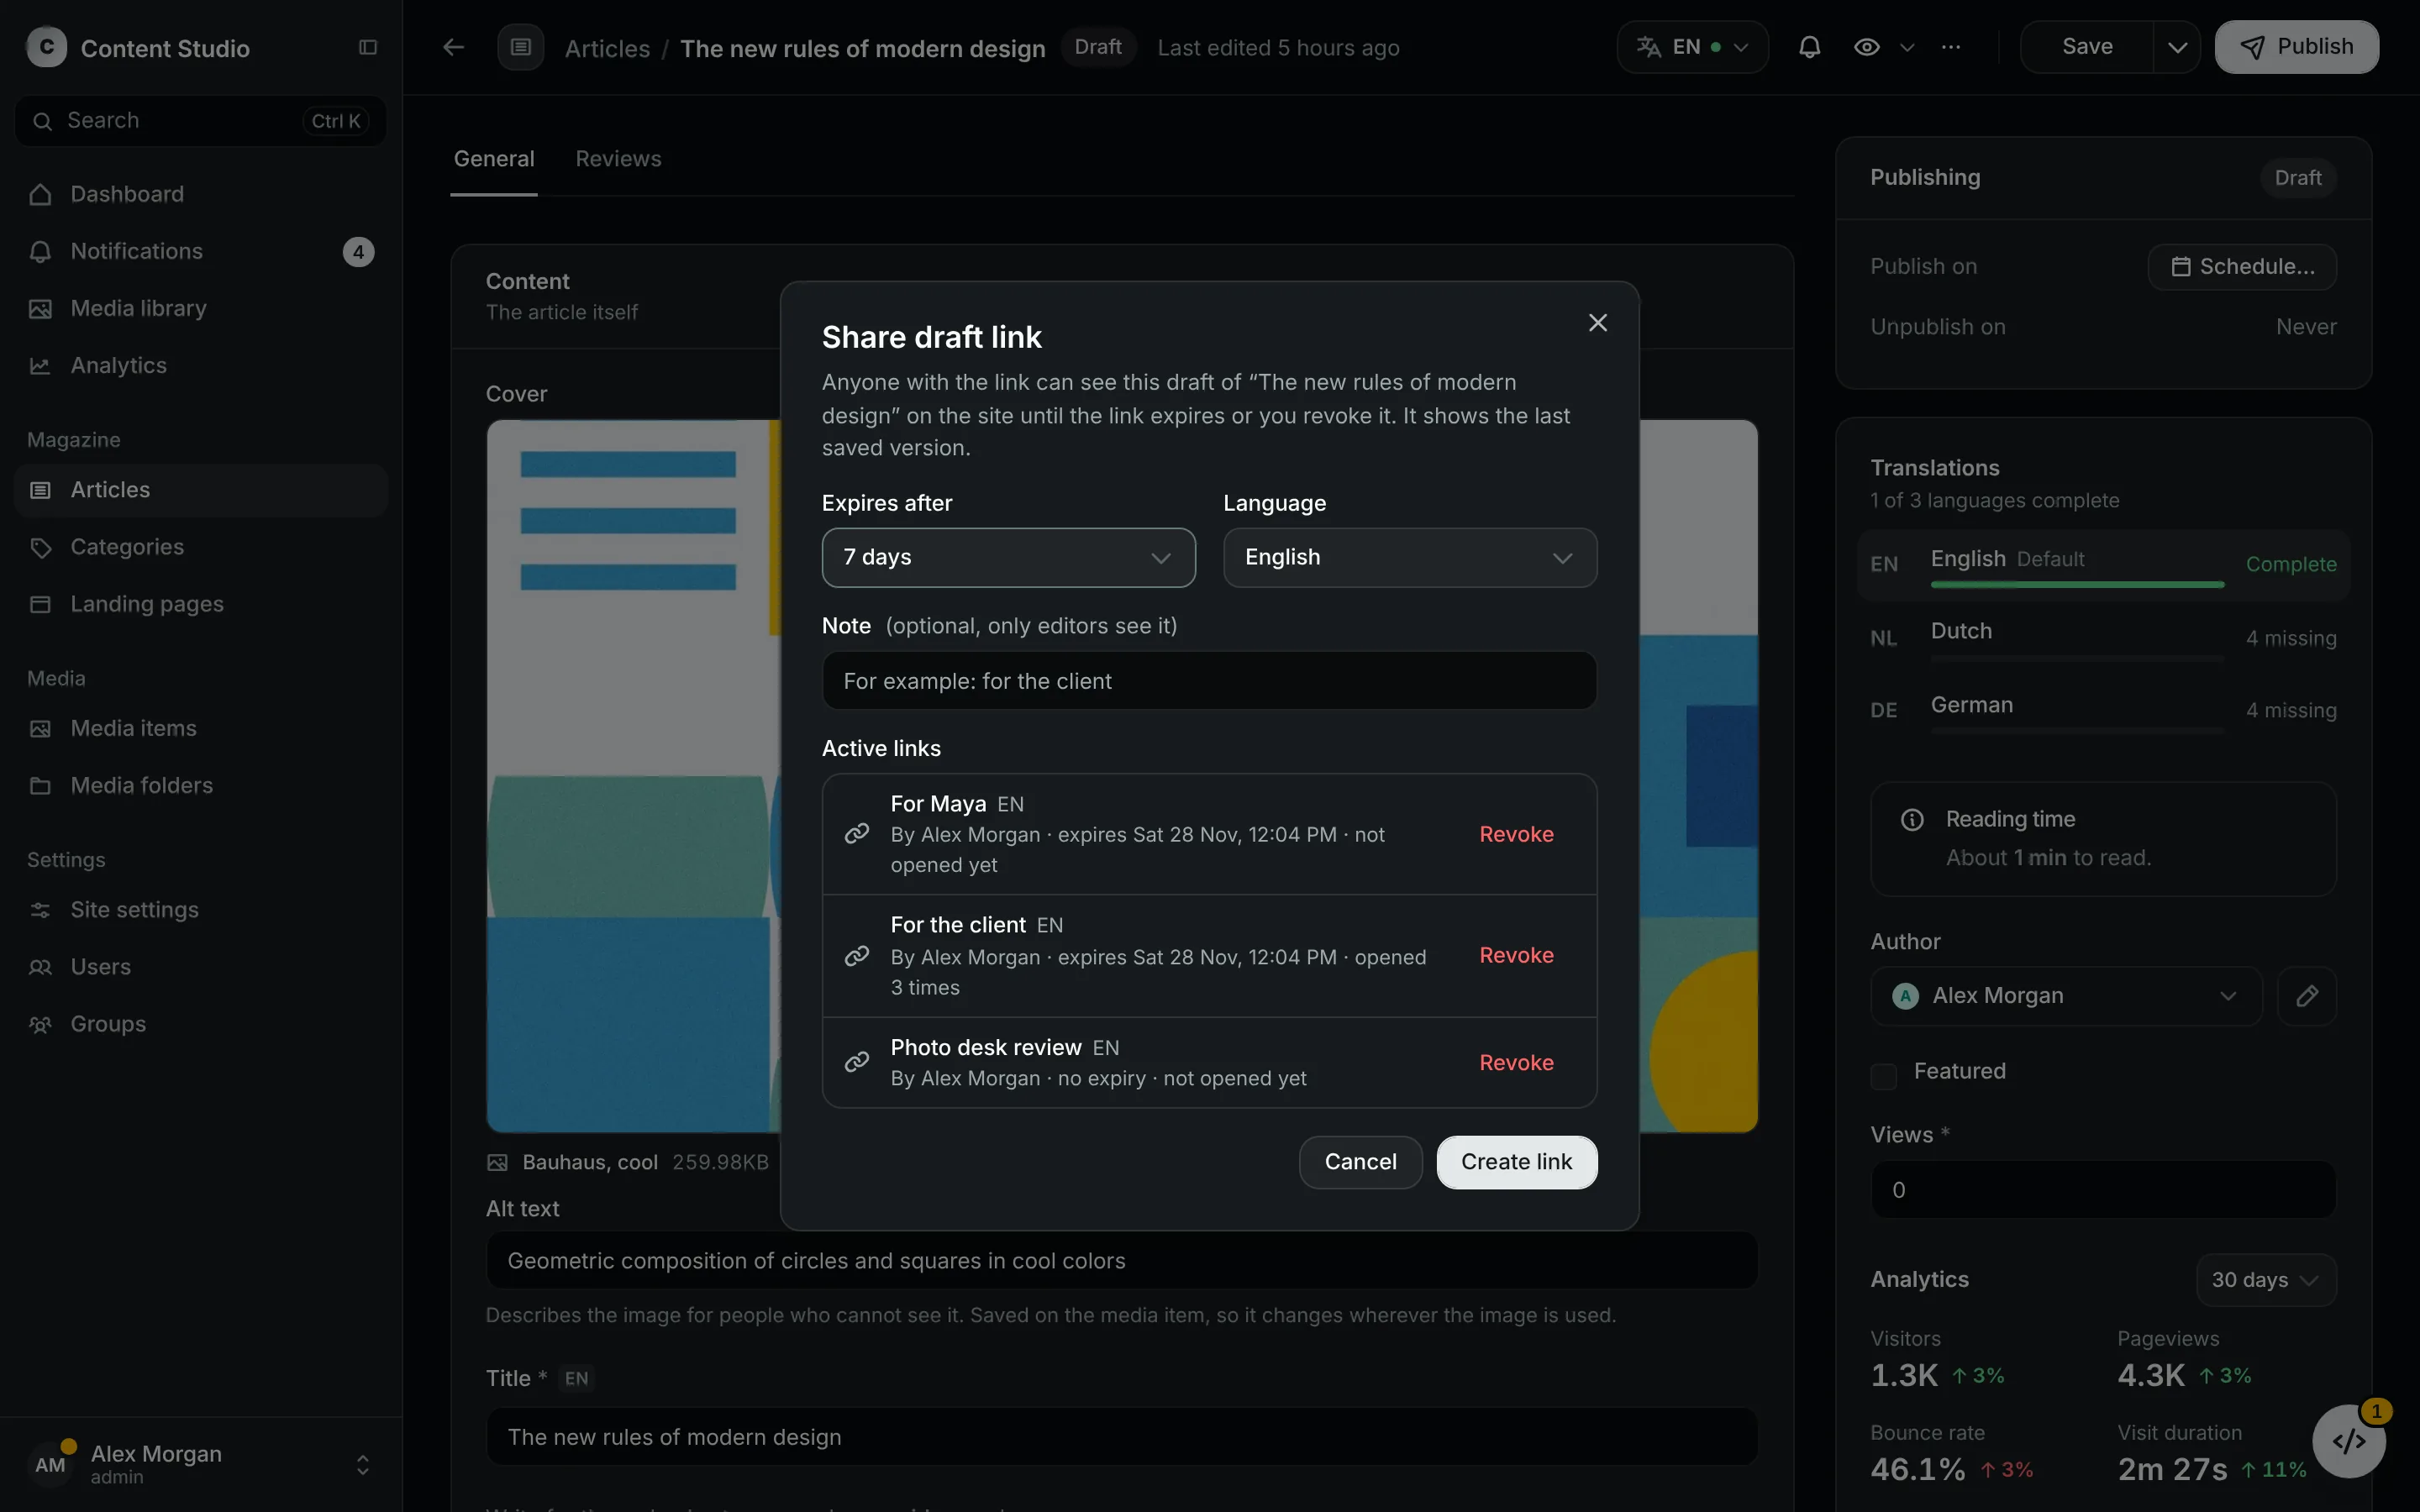 C Content Studio
Search Ctrl K
Dashboard
Notifications 4
Media library
Analytics
Magazine
Articles
Categories
Landing pages
Media
Media items
Media folders
Settings
Site settings
Users
Groups
AM Alex Morgan
admin
Articles / The new rules of modern design Draft Last edited 5 hours ago
EN
Save
Publish
General Reviews
Content
The article itself
Cover
Bauhaus, cool 259.98KB
Alt text
Geometric composition of circles and squares in cool colors
Describes the image for people who cannot see it. Saved on the media item, so it changes wherever the image is used.
Title * EN
The new rules of modern design
Share draft link
Anyone with the link can see this draft of “The new rules of modern
design” on the site until the link expires or you revoke it. It shows the last
saved version.
Expires after Language
7 days English
Note (optional, only editors see it)
For example: for the client
Active links
For Maya EN
By Alex Morgan · expires Sat 28 Nov, 12:04 PM · not
opened yet
Revoke
For the client EN
By Alex Morgan · expires Sat 28 Nov, 12:04 PM · opened
3 times
Revoke
Photo desk review EN
By Alex Morgan · no expiry · not opened yet
Revoke
Cancel Create link
Publishing Draft
Publish on Schedule...
Unpublish on Never
Translations
1 of 3 languages complete
EN English Default Complete
NL Dutch 4 missing
DE German 4 missing
Reading time
About 1 min to read.
Author
A Alex Morgan
Featured
Views *
0
Analytics 30 days
Visitors Pageviews
1.3K ↑ 3% 4.3K ↑ 3%
Bounce rate Visit duration
46.1% ↑ 3% 2m 27s ↑ 11%
1